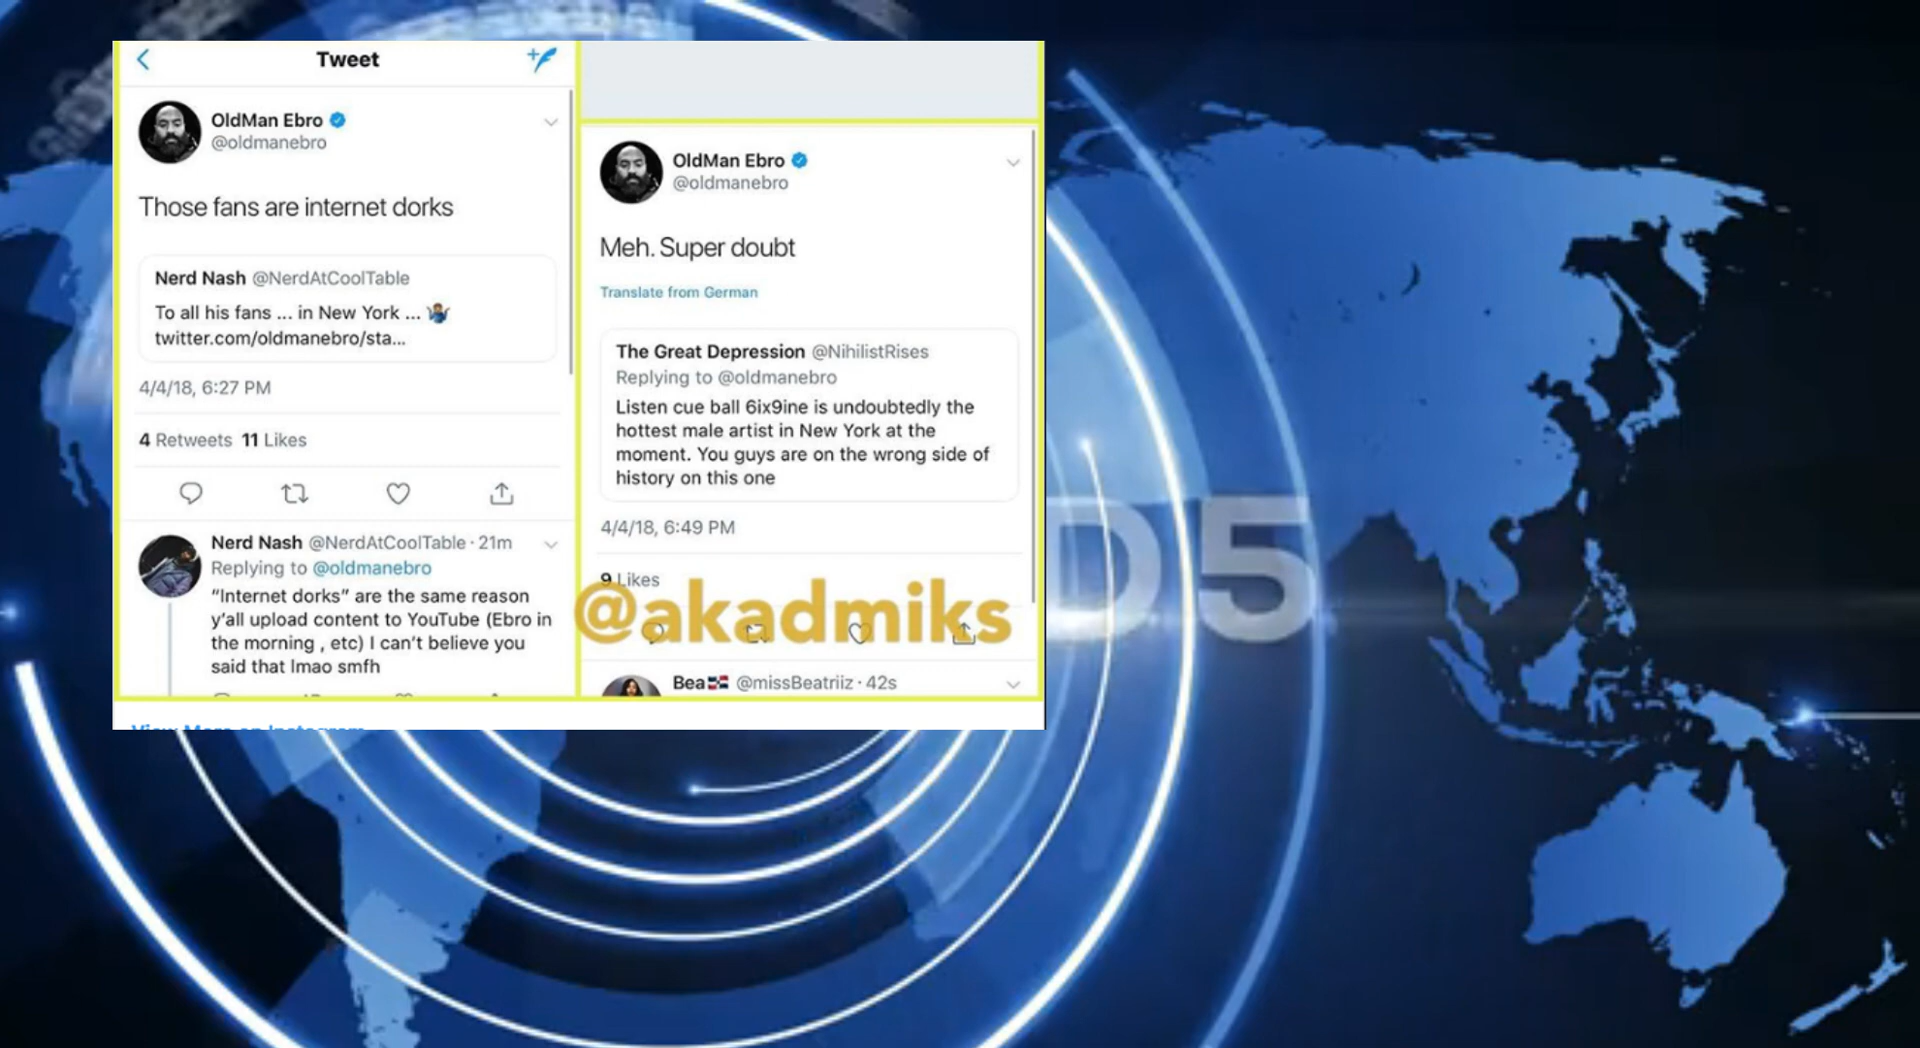 Tweet
OldMan Ebro
@oldmanebro
Those fans are internet dorks
Nerd Nash @NerdAtCoolTable
To all his fans ... in New York ... 🤷🏽‍♂️
twitter.com/oldmanebro/sta...
4/4/18, 6:27 PM
4 Retweets 11 Likes
Nerd Nash @NerdAtCoolTable · 21m
Replying to @oldmanebro
“Internet dorks” are the same reason
y’all upload content to YouTube (Ebro in
the morning , etc) I can’t believe you
said that lmao smfh
View More on Instagram
OldMan Ebro
@oldmanebro
Meh. Super doubt
Translate from German
The Great Depression @NihilistRises
Replying to @oldmanebro
Listen cue ball 6ix9ine is undoubtedly the
hottest male artist in New York at the
moment. You guys are on the wrong side of
history on this one
4/4/18, 6:49 PM
9 Likes
@akadmiks
Bea🇩🇴 @missBeatriiz · 42s
D5